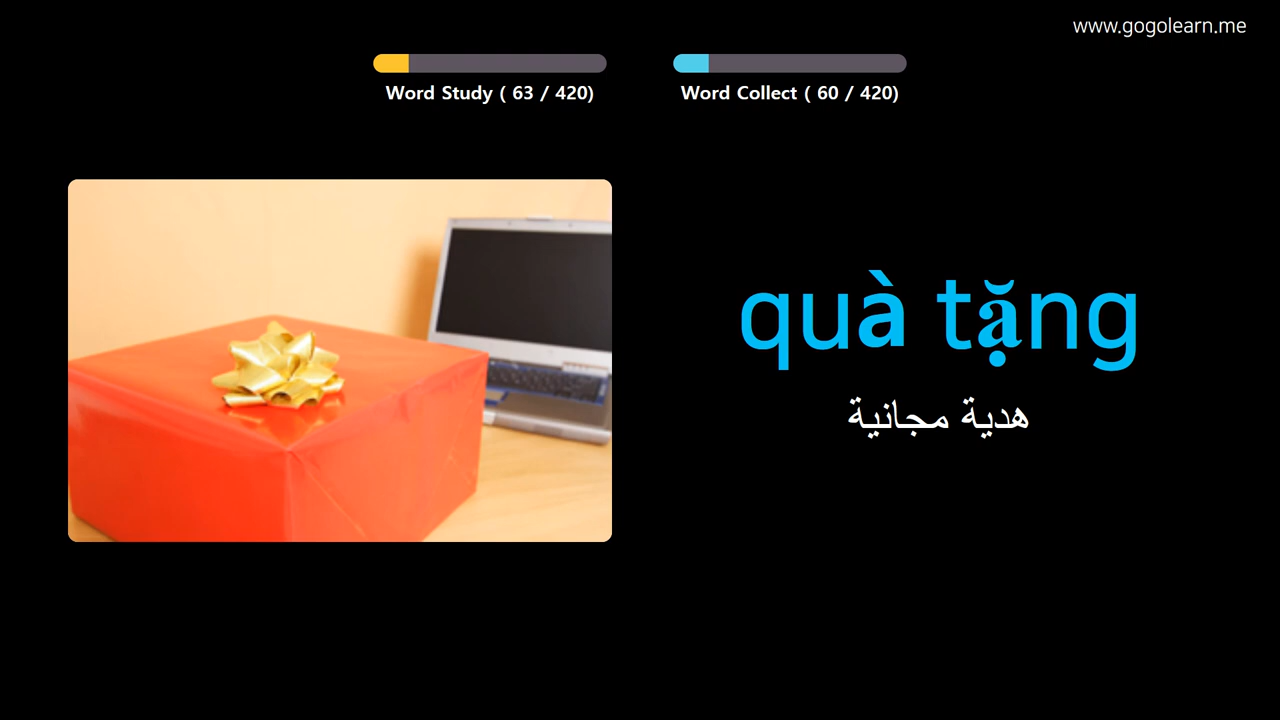 www.gogolearn.me
Word Study ( 63 / 420)
Word Collect ( 60 / 420)
quà tặng
هدية مجانية